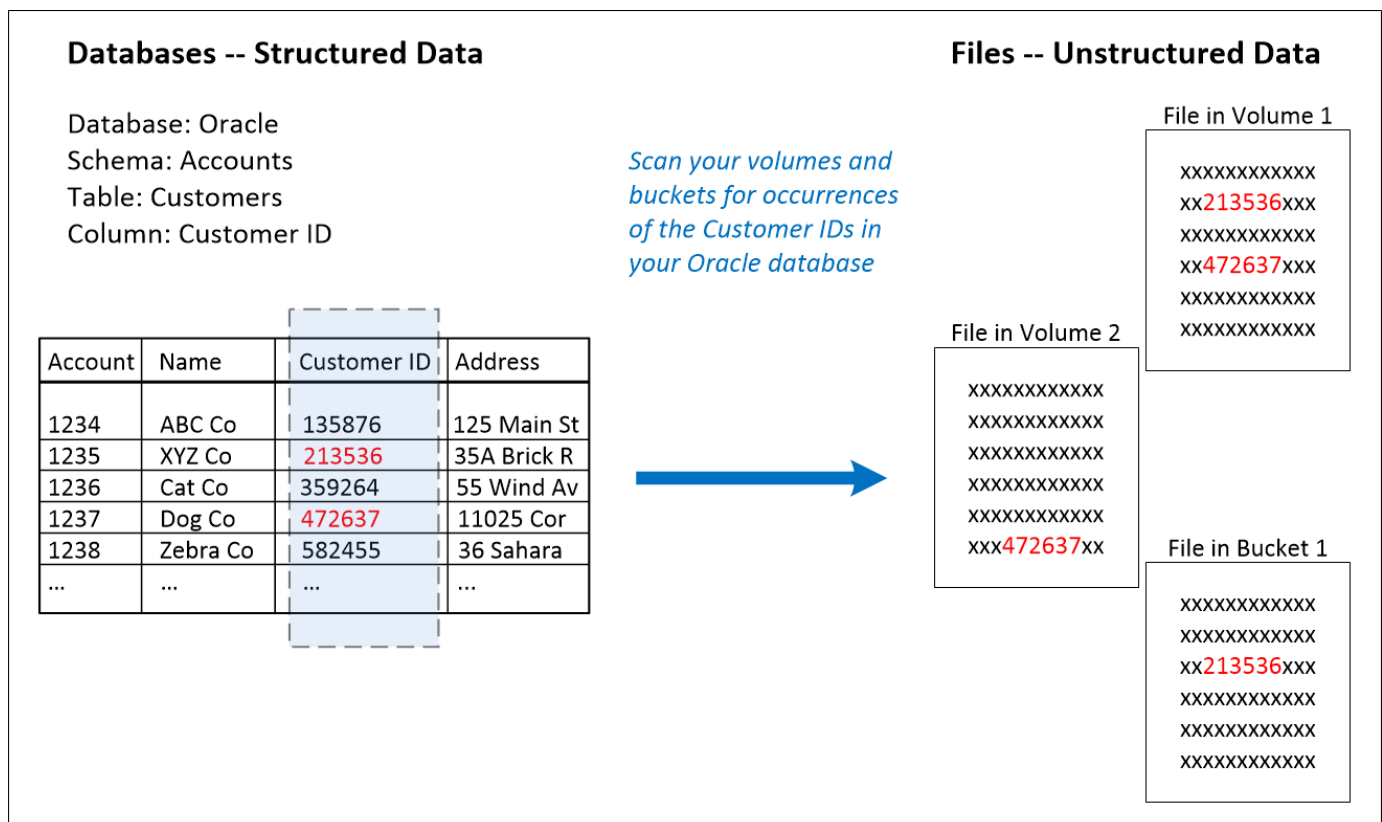 Databases -- Structured Data
Database: Oracle
Schema: Accounts
Table: Customers
Column: Customer ID
Scan your volumes and
buckets for occurrences
of the Customer IDs in
your Oracle database
Account Name Customer ID Address
1234 ABC Co 135876 125 Main St
1235 XYZ Co 213536 35A Brick R
1236 Cat Co 359264 55 Wind Av
1237 Dog Co 472637 11025 Cor
1238 Zebra Co 582455 36 Sahara
... ... ... ...
Files -- Unstructured Data
File in Volume 1
xxxxxxxxxxxx
xx213536xxx
xxxxxxxxxxxx
xx472637xxx
xxxxxxxxxxxx
xxxxxxxxxxxx
File in Volume 2
xxxxxxxxxxxx
xxxxxxxxxxxx
xxxxxxxxxxxx
xxxxxxxxxxxx
xxxxxxxxxxxx
xxx472637xx
File in Bucket 1
xxxxxxxxxxxx
xxxxxxxxxxxx
xx213536xxx
xxxxxxxxxxxx
xxxxxxxxxxxx
xxxxxxxxxxxx